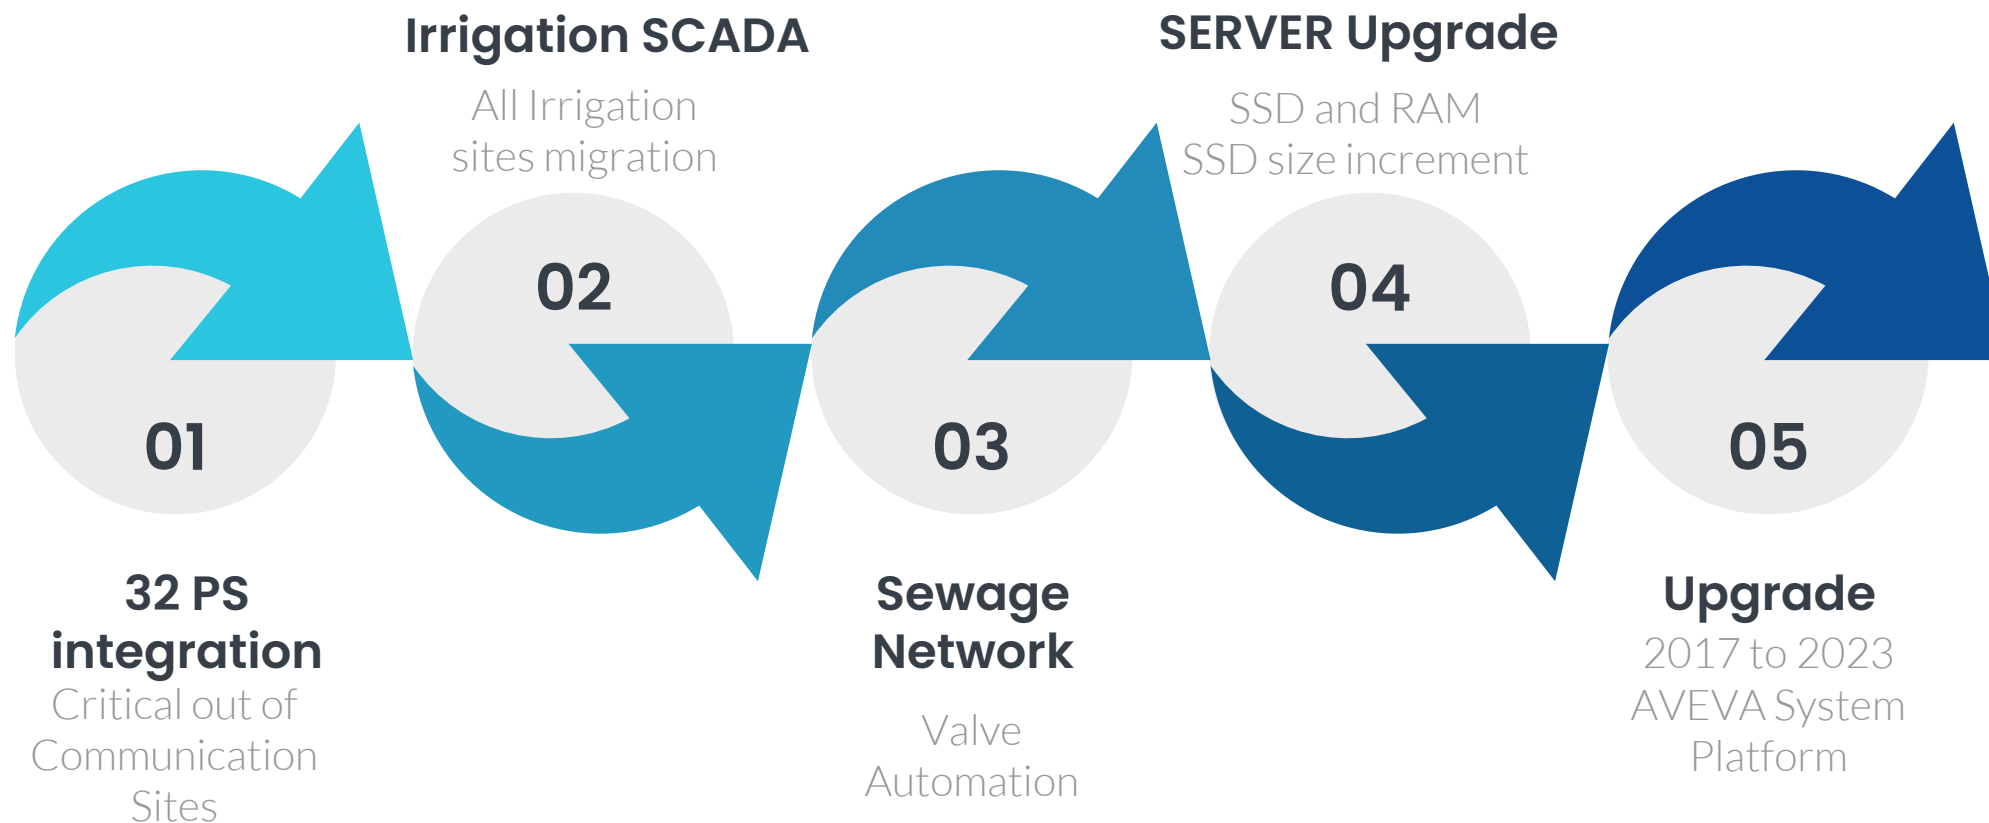 01
32 PS
integration
Critical out of
Communication
Sites
Irrigation SCADA
All Irrigation
sites migration
02
03
Sewage
Network
Valve
Automation
SERVER Upgrade
SSD and RAM
SSD size increment
04
05
Upgrade
2017 to 2023
AVEVA System
Platform